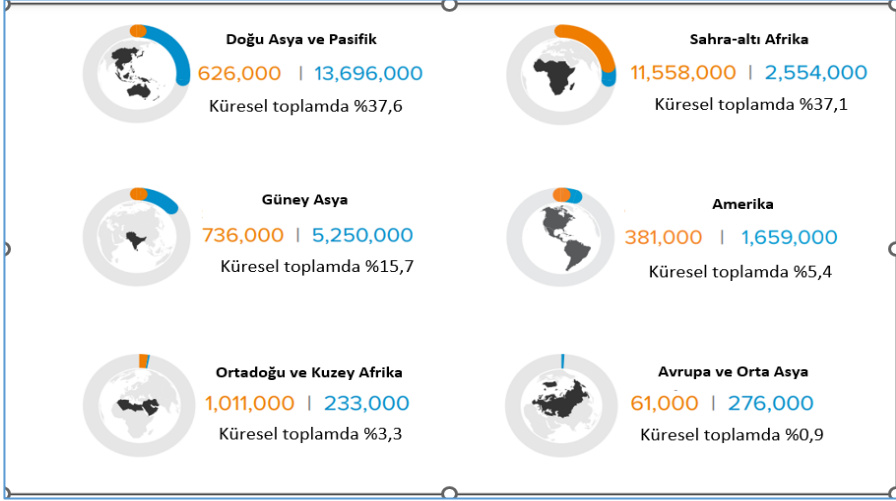 Doğu Asya ve Pasifik
626,000 | 13,696,000
Küresel toplamda %37,6
Sahra-altı Afrika
11,558,000 | 2,554,000
Küresel toplamda %37,1
Güney Asya
736,000 | 5,250,000
Küresel toplamda %15,7
Amerika
381,000 | 1,659,000
Küresel toplamda %5,4
Ortadoğu ve Kuzey Afrika
1,011,000 | 233,000
Küresel toplamda %3,3
Avrupa ve Orta Asya
61,000 | 276,000
Küresel toplamda %0,9